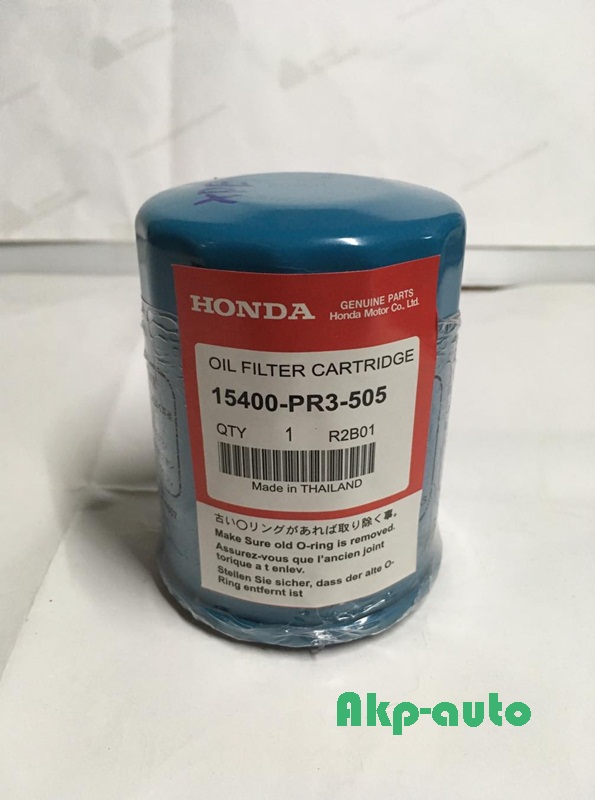 HONDA
GENUINE PARTS
Honda Motor Co., Ltd.
OIL FILTER CARTRIDGE
15400-PR3-505
QTY 1 R2B01
Made in THAILAND
古い〇リングがあれば取り除く事。
Make Sure old O-ring is removed.
Assurez-vous que l'ancien joint
torique a t enlev.
Stellen Sie sicher, dass der alte O-
Ring entfernt ist
Akp-auto